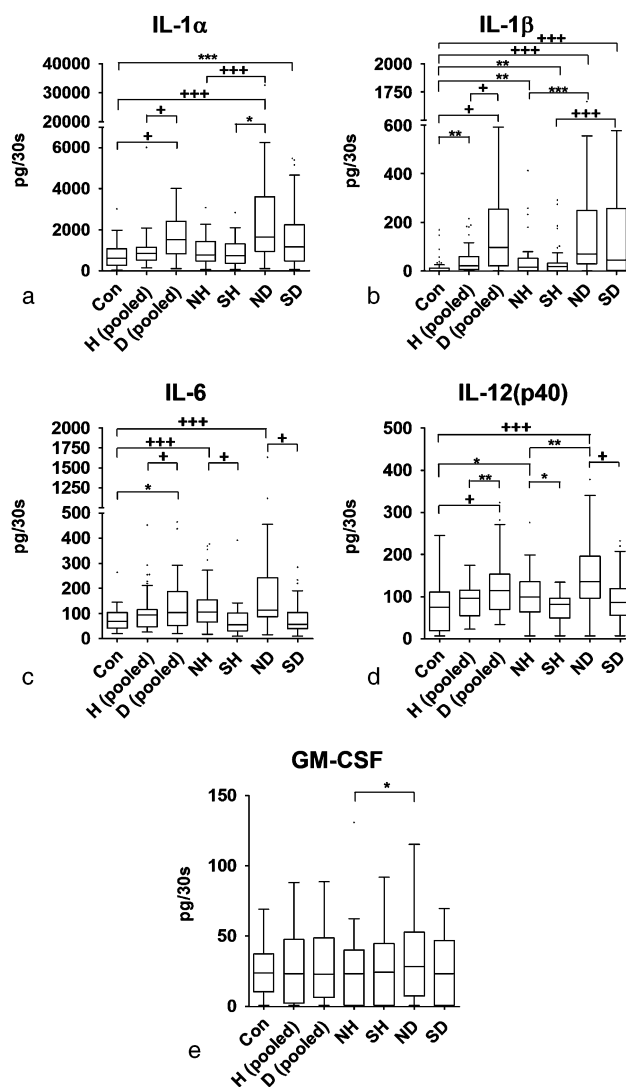 IL-1α
40000
30000
20000
10000
6000
4000
2000
0
pg/30s
***
+++
+++
+
*
+
Con
H (pooled)
D (pooled)
NH
SH
ND
SD
a
IL-1β
2000
1750
600
400
200
0
pg/30s
+++
+++
**
**
+
***
+
+++
**
Con
H (pooled)
D (pooled)
NH
SH
ND
SD
b
IL-6
2000
1750
1500
1250
500
400
300
200
100
0
pg/30s
+++
+++
+
+
+
*
Con
H (pooled)
D (pooled)
NH
SH
ND
SD
c
IL-12(p40)
500
400
300
200
100
0
pg/30s
+++
**
*
+
**
*
+
Con
H (pooled)
D (pooled)
NH
SH
ND
SD
d
GM-CSF
150
100
50
0
pg/30s
*
Con
H (pooled)
D (pooled)
NH
SH
ND
SD
e